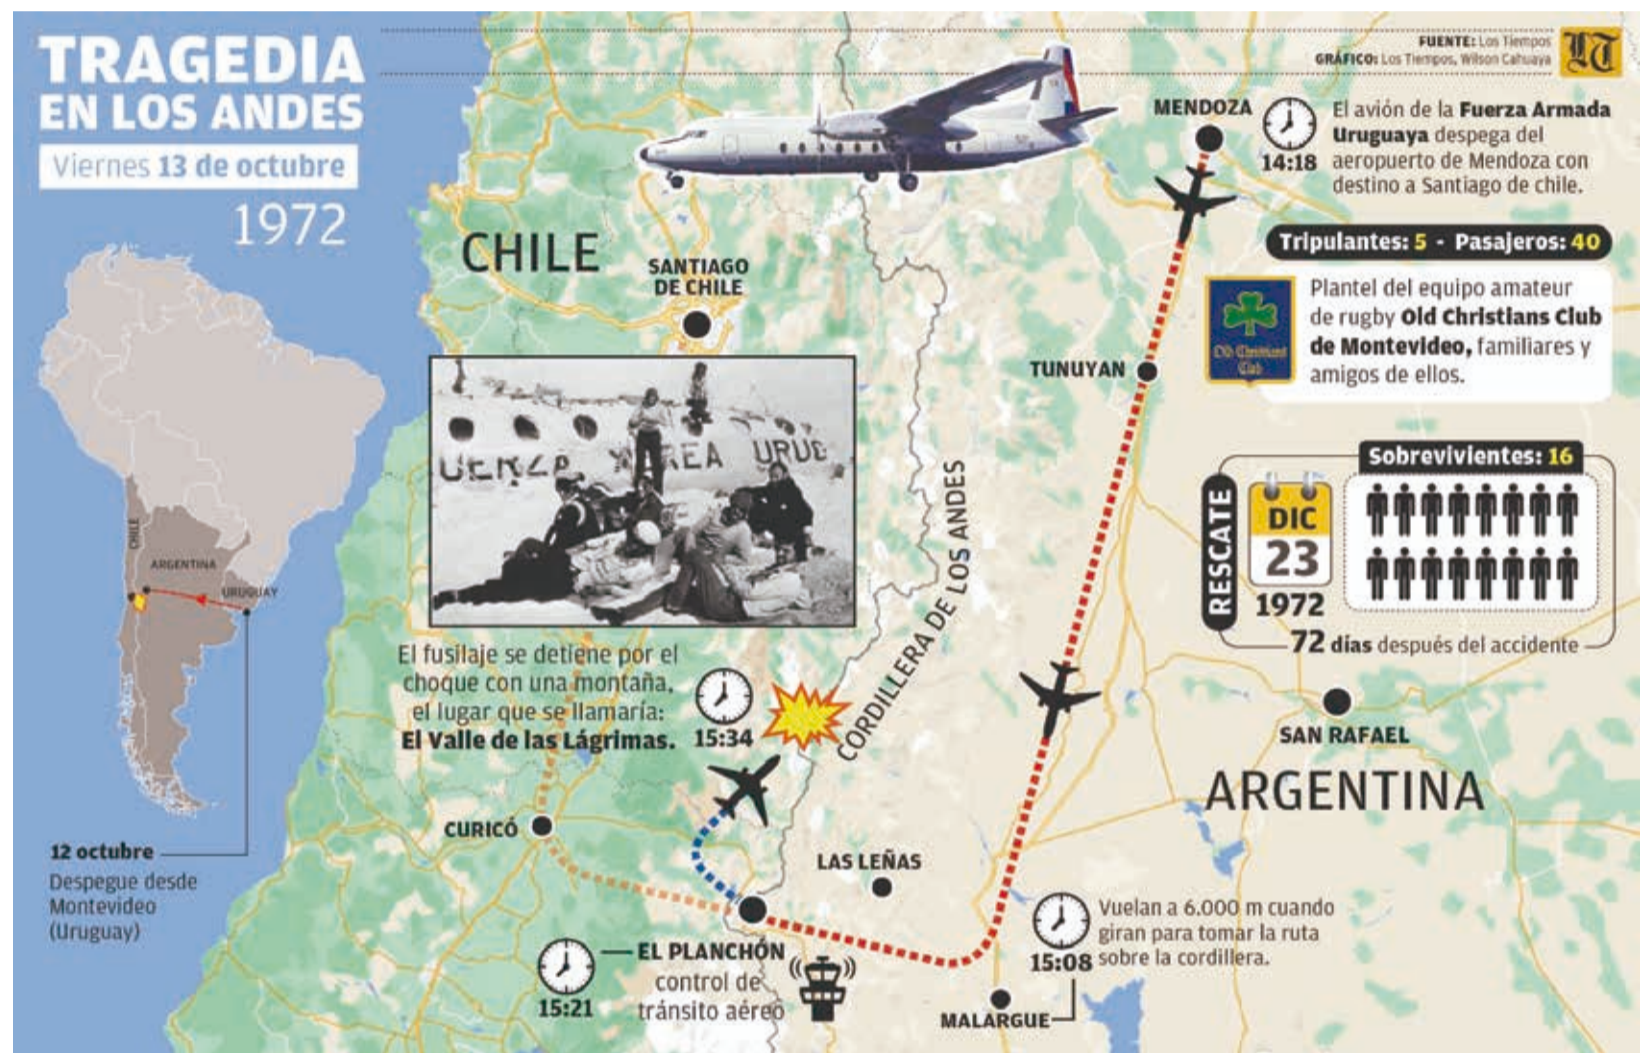 TRAGEDIA
EN LOS ANDES
Viernes 13 de octubre
1972
FUENTE: Los Tiempos
GRÁFICO: Los Tiempos, Wilson Cahuaya
LT
MENDOZA
14:18
El avión de la Fuerza Armada
Uruguaya despega del
aeropuerto de Mendoza con
destino a Santiago de chile.
Tripulantes: 5 - Pasajeros: 40
Old Christians
Club
Plantel del equipo amateur
de rugby Old Christians Club
de Montevideo, familiares y
amigos de ellos.
CHILE
SANTIAGO
DE CHILE
TUNUYAN
UERZA
REA URUG
CORDILLERA DE LOS ANDES
RESCATE
DIC
23
1972
Sobrevivientes: 16
72 días después del accidente
SAN RAFAEL
ARGENTINA
CHILE
ARGENTINA
URUGUAY
12 octubre
Despegue desde
Montevideo
(Uruguay)
El fusilaje se detiene por el
choque con una montaña,
el lugar que se llamaría:
El Valle de las Lágrimas.
15:34
CURICÓ
LAS LEÑAS
15:21
EL PLANCHÓN
control de
tránsito aéreo
15:08
Vuelan a 6.000 m cuando
giran para tomar la ruta
sobre la cordillera.
MALARGUE